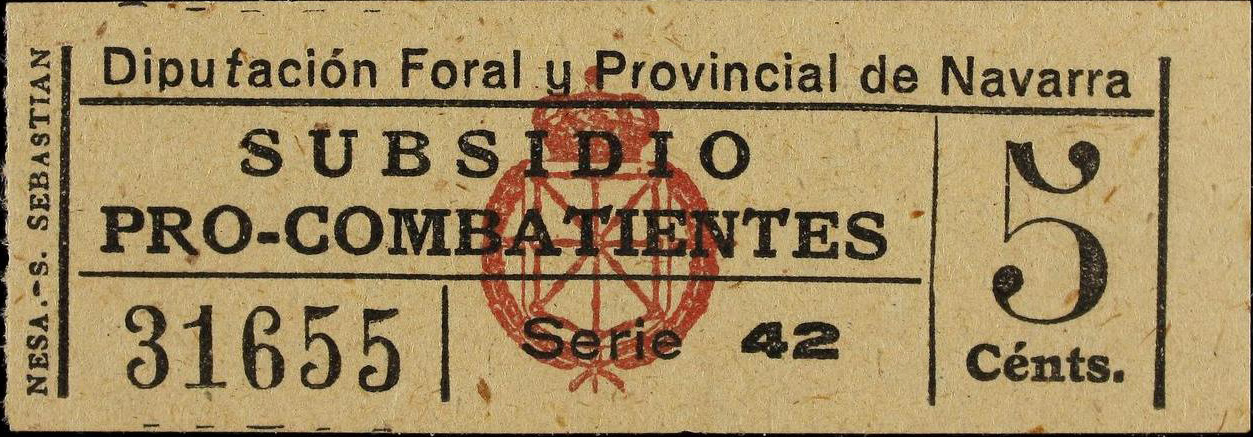 Diputación Foral y Provincial de Navarra
SUBSIDIO
PRO-COMBATIENTES
31655
Serie 42
5
Cénts.
NESA.-S. SEBASTIAN